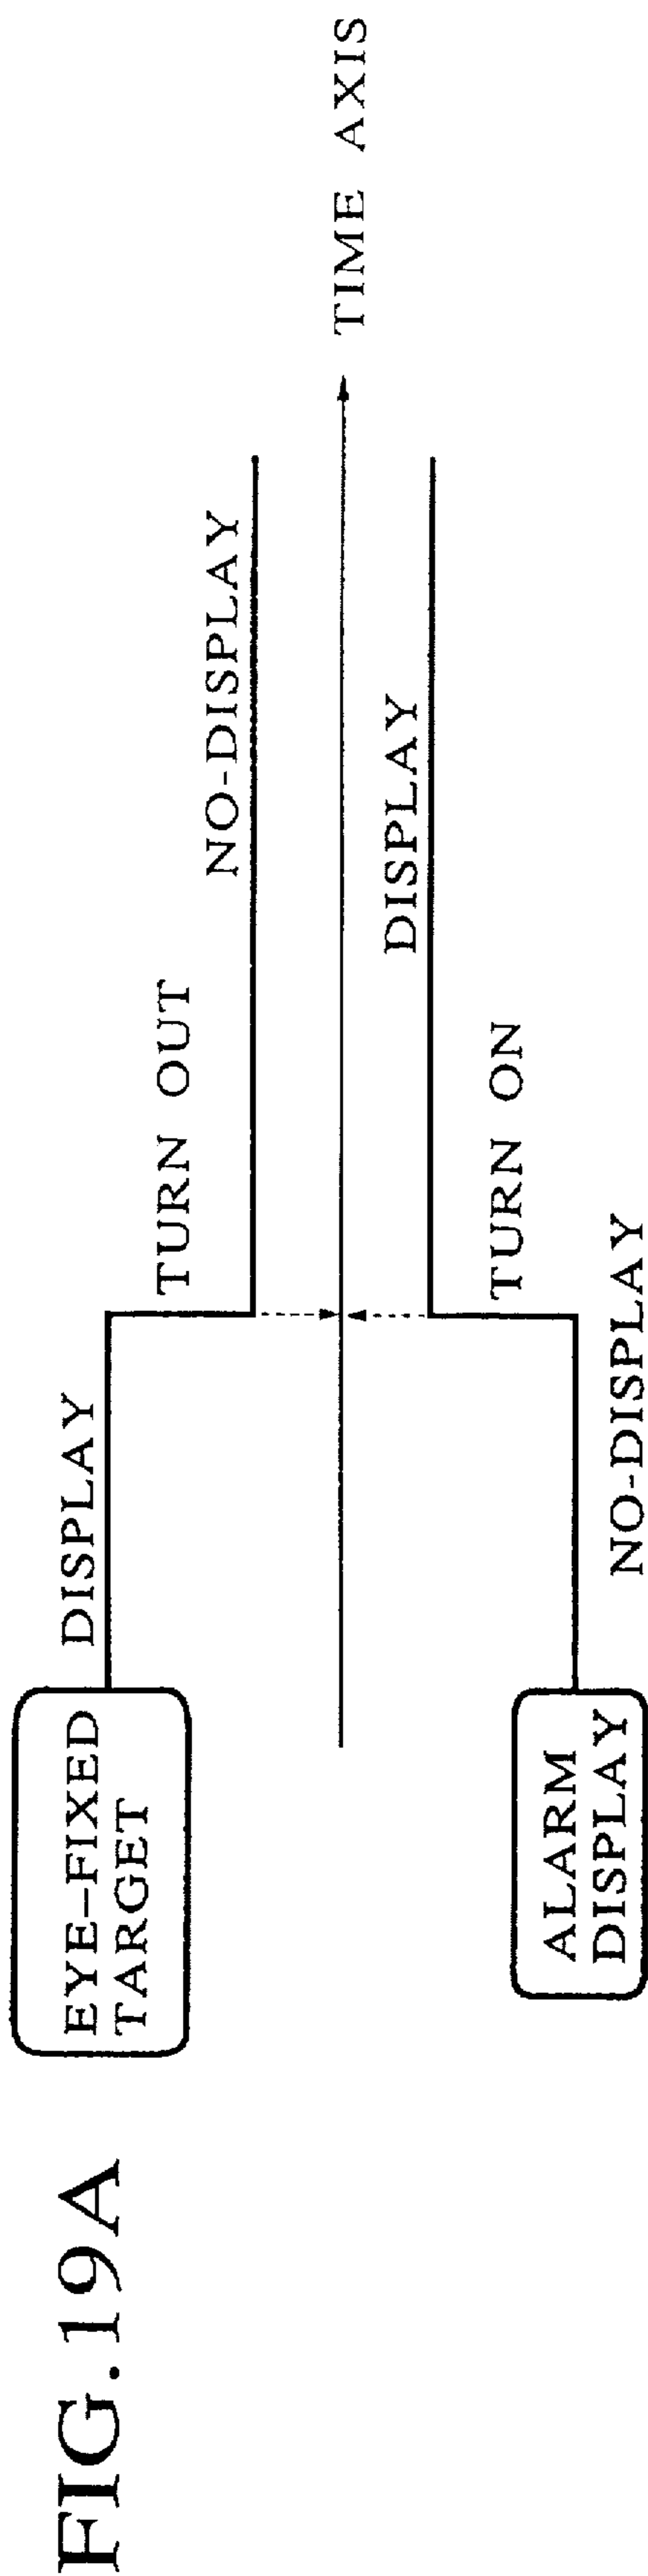 FIG.19A
EYE-FIXED
TARGET
DISPLAY
TURN OUT
NO-DISPLAY
TIME AXIS
ALARM
DISPLAY
NO-DISPLAY
TURN ON
DISPLAY